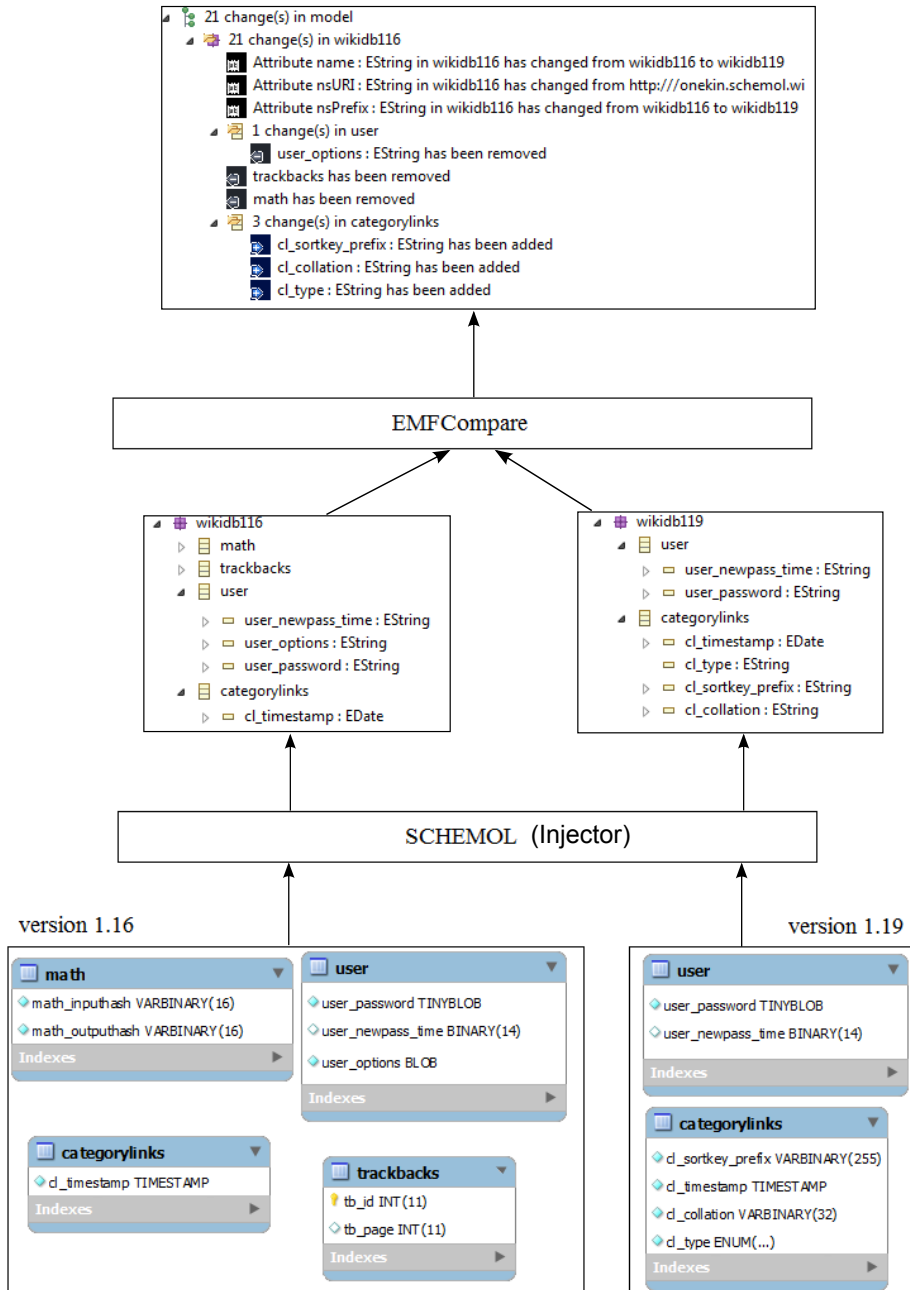 21 change(s) in model
21 change(s) in wikidb116
Attribute name : EString in wikidb116 has changed from wikidb116 to wikidb119
Attribute nsURI : EString in wikidb116 has changed from http:///onekin.schemol.wi
Attribute nsPrefix : EString in wikidb116 has changed from wikidb116 to wikidb119
1 change(s) in user
user_options : EString has been removed
trackbacks has been removed
math has been removed
3 change(s) in categorylinks
cl_sortkey_prefix : EString has been added
cl_collation : EString has been added
cl_type : EString has been added
EMFCompare
wikidb116
math
trackbacks
user
user_newpass_time : EString
user_options : EString
user_password : EString
categorylinks
cl_timestamp : EDate
wikidb119
user
user_newpass_time : EString
user_password : EString
categorylinks
cl_timestamp : EDate
cl_type : EString
cl_sortkey_prefix : EString
cl_collation : EString
SCHEMOL (Injector)
version 1.16
math
math_inputhash VARBINARY(16)
math_outputhash VARBINARY(16)
Indexes
user
user_password TINYBLOB
user_newpass_time BINARY(14)
user_options BLOB
Indexes
categorylinks
cl_timestamp TIMESTAMP
Indexes
trackbacks
tb_id INT(11)
tb_page INT(11)
Indexes
version 1.19
user
user_password TINYBLOB
user_newpass_time BINARY(14)
Indexes
categorylinks
cl_sortkey_prefix VARBINARY(255)
cl_timestamp TIMESTAMP
cl_collation VARBINARY(32)
cl_type ENUM(...)
Indexes